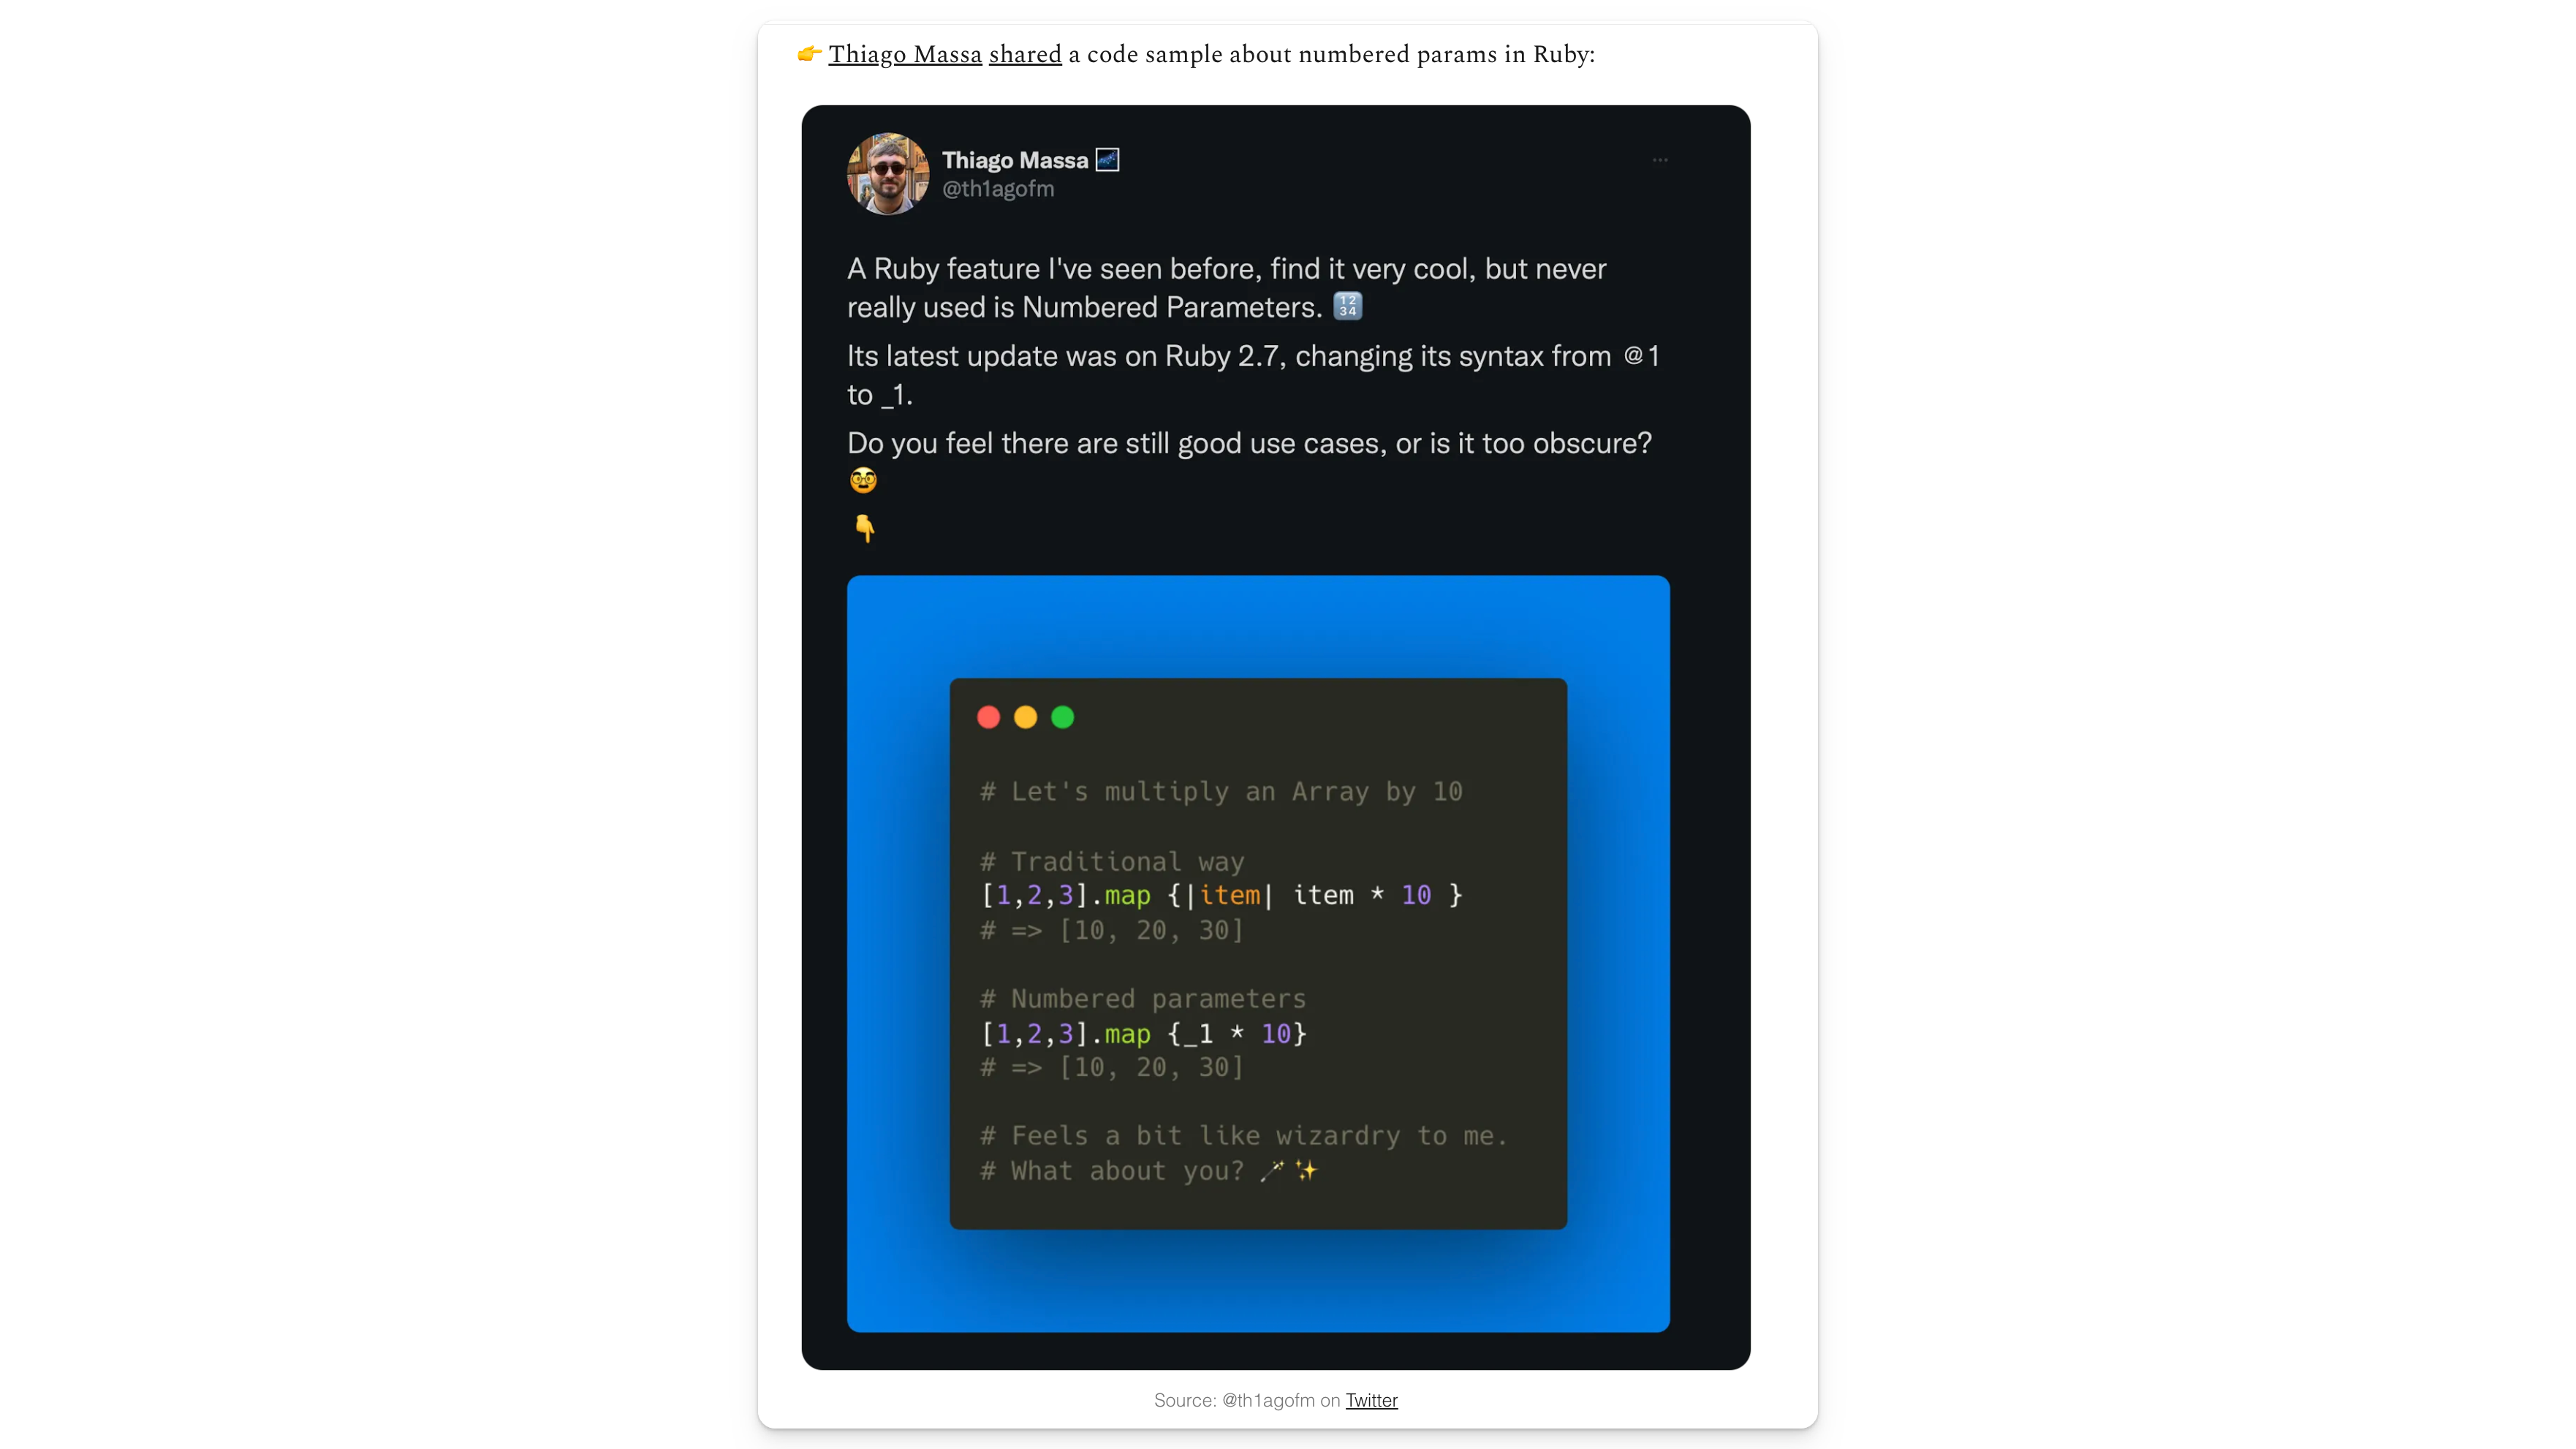 👉 Thiago Massa shared a code sample about numbered params in Ruby:
Thiago Massa
@th1agofm
A Ruby feature I've seen before, find it very cool, but never
really used is Numbered Parameters. 🔢
Its latest update was on Ruby 2.7, changing its syntax from @1
to _1.
Do you feel there are still good use cases, or is it too obscure?
🥸
👇
# Let's multiply an Array by 10
# Traditional way
[1,2,3].map {|item| item * 10 }
# => [10, 20, 30]
# Numbered parameters
[1,2,3].map {_1 * 10}
# => [10, 20, 30]
# Feels a bit like wizardry to me.
# What about you? 🪄✨
Source: @th1agofm on Twitter